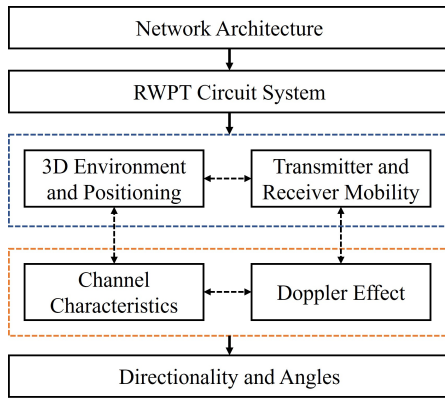 Network Architecture
RWPT Circuit System
3D Environment
and Positioning
Transmitter and
Receiver Mobility
Channel
Characteristics
Doppler Effect
Directionality and Angles